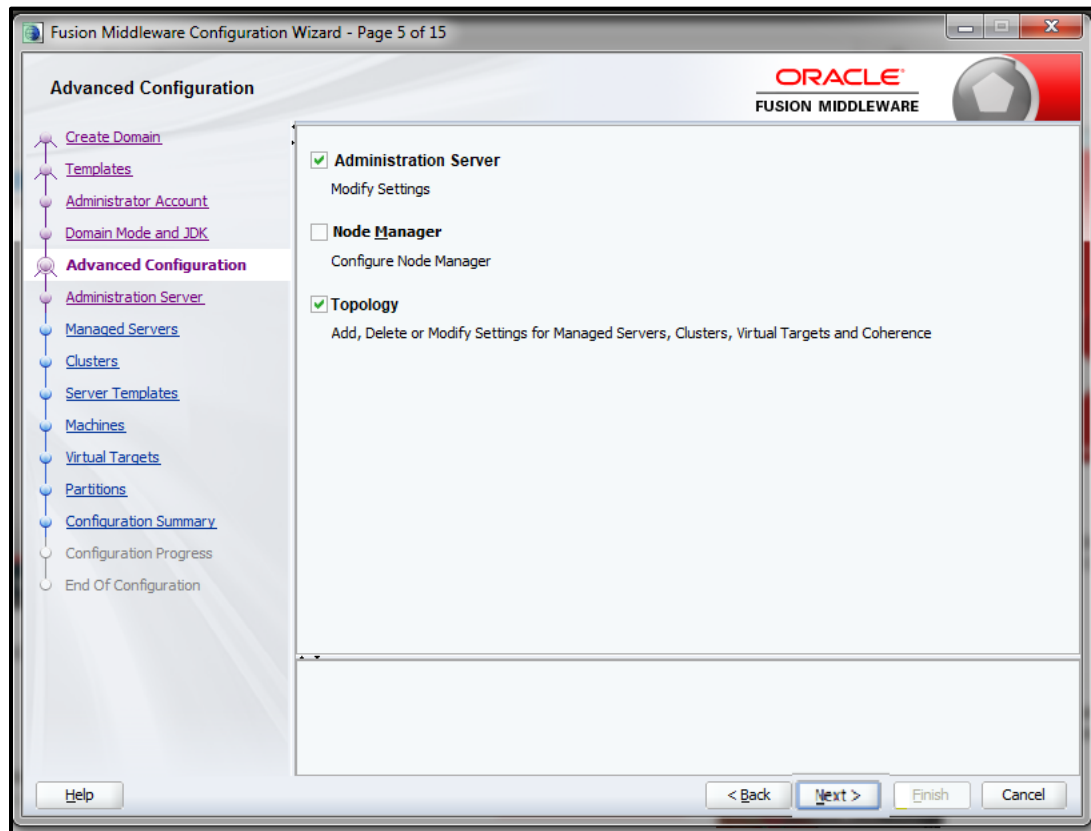 Fusion Middleware Configuration Wizard - Page 5 of 15
Advanced Configuration
ORACLE
FUSION MIDDLEWARE
Create Domain
Templates
Administrator Account
Domain Mode and JDK
Advanced Configuration
Administration Server
Managed Servers
Clusters
Server Templates
Machines
Virtual Targets
Partitions
Configuration Summary
Configuration Progress
End Of Configuration
Administration Server
Modify Settings
Node Manager
Configure Node Manager
Topology
Add, Delete or Modify Settings for Managed Servers, Clusters, Virtual Targets and Coherence
Help
< Back
Next >
Finish
Cancel